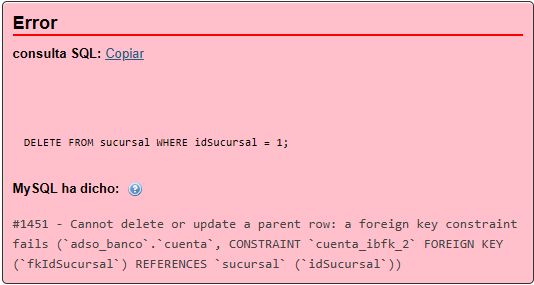 Error
consulta SQL: Copiar
DELETE FROM sucursal WHERE idSucursal = 1;
MySQL ha dicho:
#1451 - Cannot delete or update a parent row: a foreign key constraint
fails (`adso_banco`.`cuenta`, CONSTRAINT `cuenta_ibfk_2` FOREIGN KEY
(`fkIdSucursal`) REFERENCES `sucursal` (`idSucursal`))